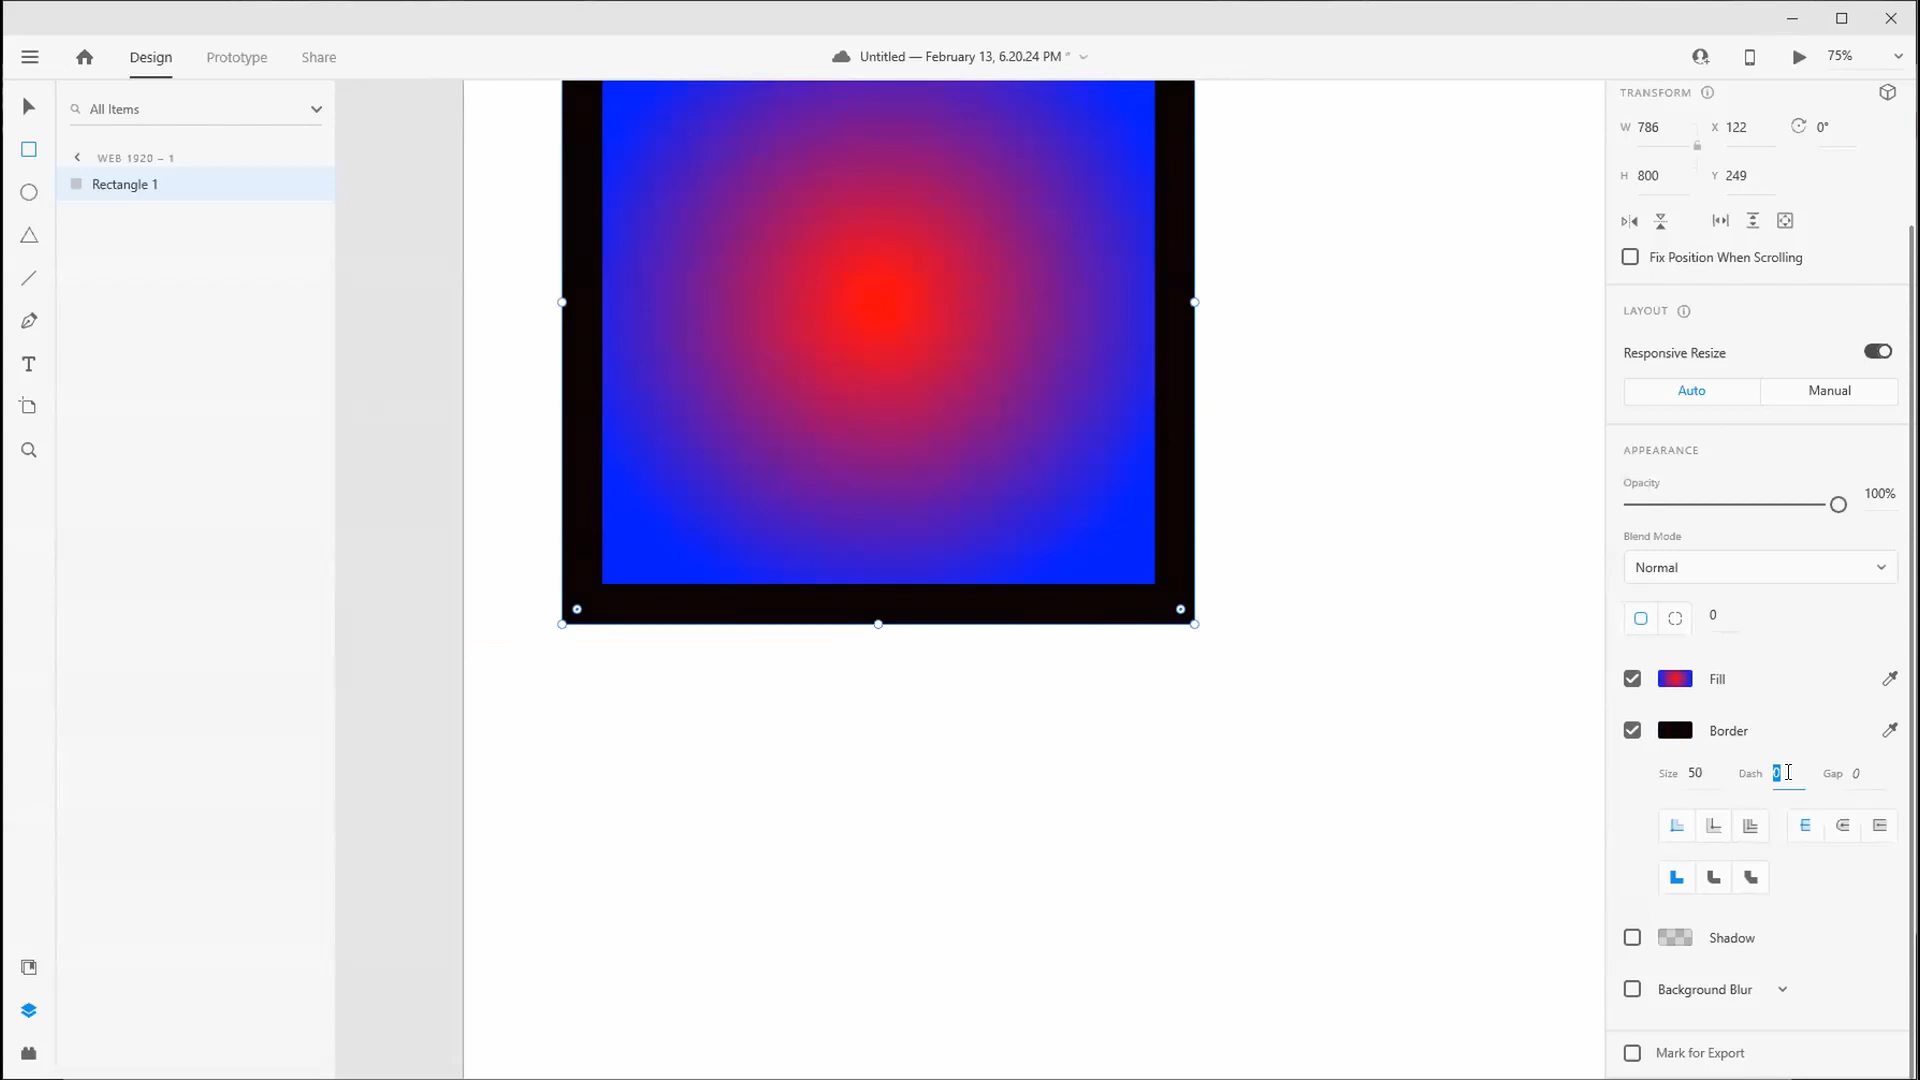 Design
Prototype
Share
Untitled — February 13, 6.20.24 PM *
75%
All Items
WEB 1920 – 1
Rectangle 1
TRANSFORM
W 786
X 122
0°
H 800
Y 249
Fix Position When Scrolling
LAYOUT
Responsive Resize
Auto
Manual
APPEARANCE
Opacity
100%
Blend Mode
Normal
0
Fill
Border
Size 50
Dash 0
Gap 0
Shadow
Background Blur
Mark for Export